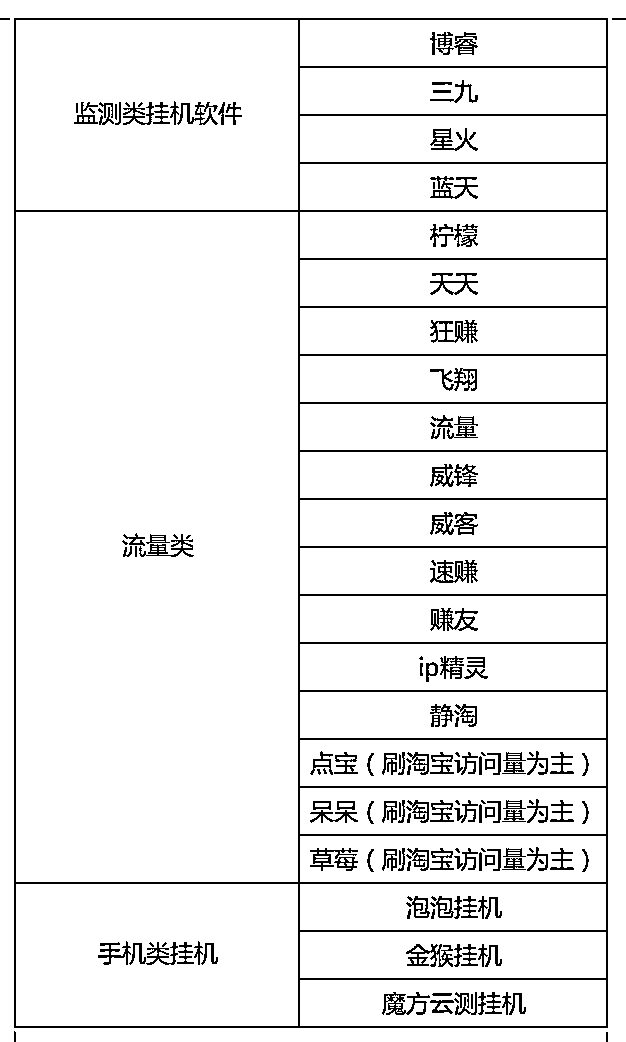 监测类挂机软件
博睿
三九
星火
蓝天
流量类
柠檬
天天
狂赚
飞翔
流量
威锋
威客
速赚
赚友
ip精灵
静淘
点宝（刷淘宝访问量为主）
呆呆（刷淘宝访问量为主）
草莓（刷淘宝访问量为主）
手机类挂机
泡泡挂机
金猴挂机
魔方云测挂机